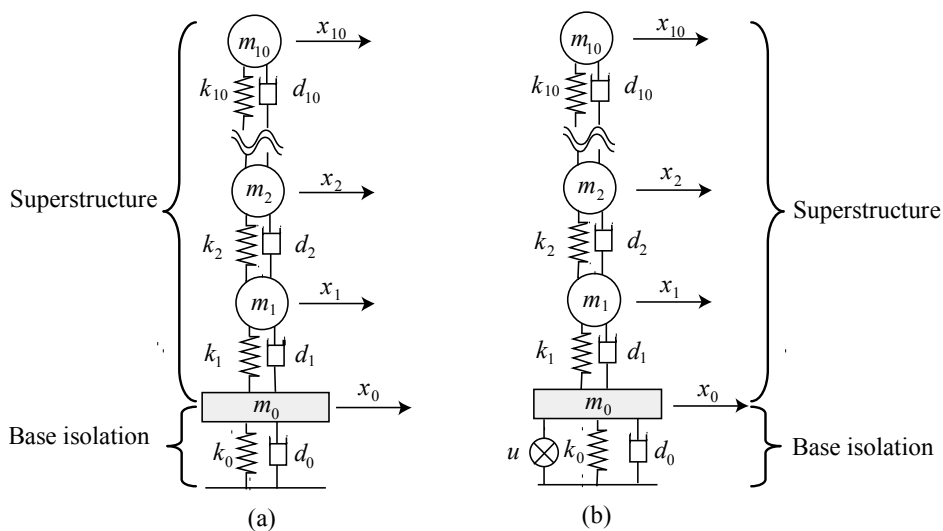 m10
x10
k10
d10
m2
x2
k2
d2
m1
x1
k1
d1
m0
x0
k0
d0
Superstructure
Base isolation
(a)
m10
x10
k10
d10
m2
x2
k2
d2
m1
x1
k1
d1
m0
x0
u
k0
d0
Superstructure
Base isolation
(b)